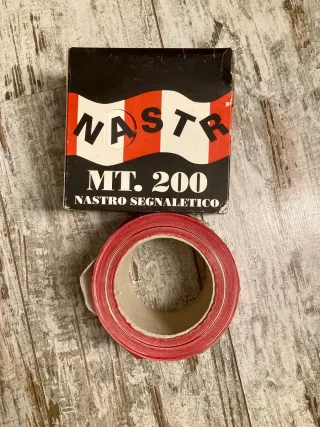 NASTR
MT. 200
NASTRO SEGNALETICO